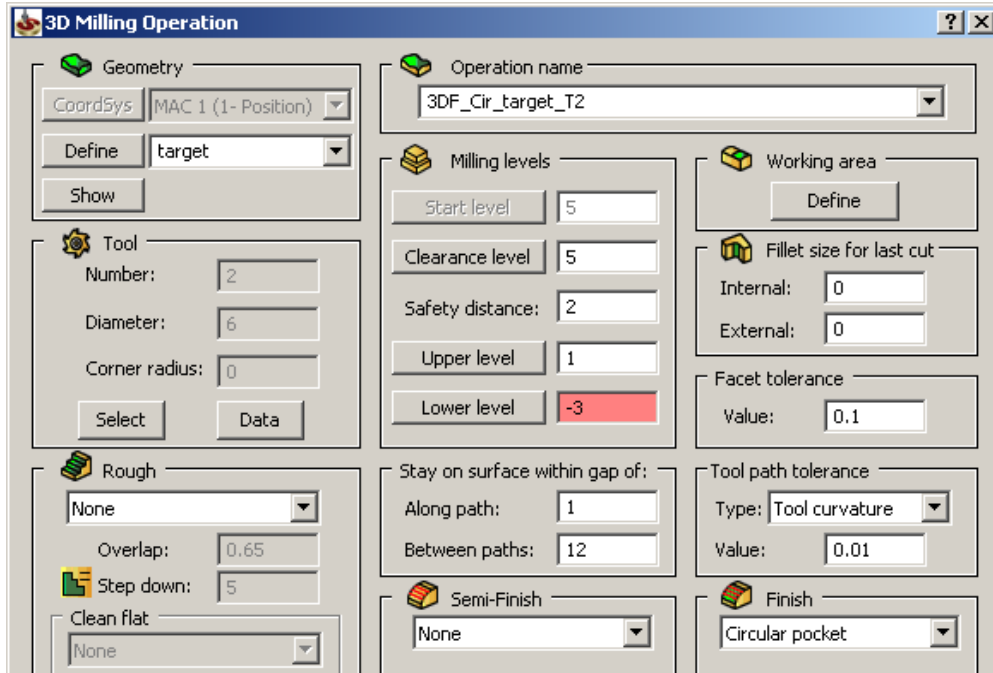 3D Milling Operation
Geometry
CoordSys MAC 1 (1- Position)
Define target
Show
Operation name
3DF_Cir_target_T2
Tool
Number: 2
Diameter: 6
Corner radius: 0
Select Data
Milling levels
Start level 5
Clearance level 5
Safety distance: 2
Upper level 1
Lower level -3
Working area
Define
Fillet size for last cut
Internal: 0
External: 0
Facet tolerance
Value: 0.1
Rough
None
Overlap: 0.65
Step down: 5
Clean flat
None
Stay on surface within gap of:
Along path: 1
Between paths: 12
Tool path tolerance
Type: Tool curvature
Value: 0.01
Semi-Finish
None
Finish
Circular pocket